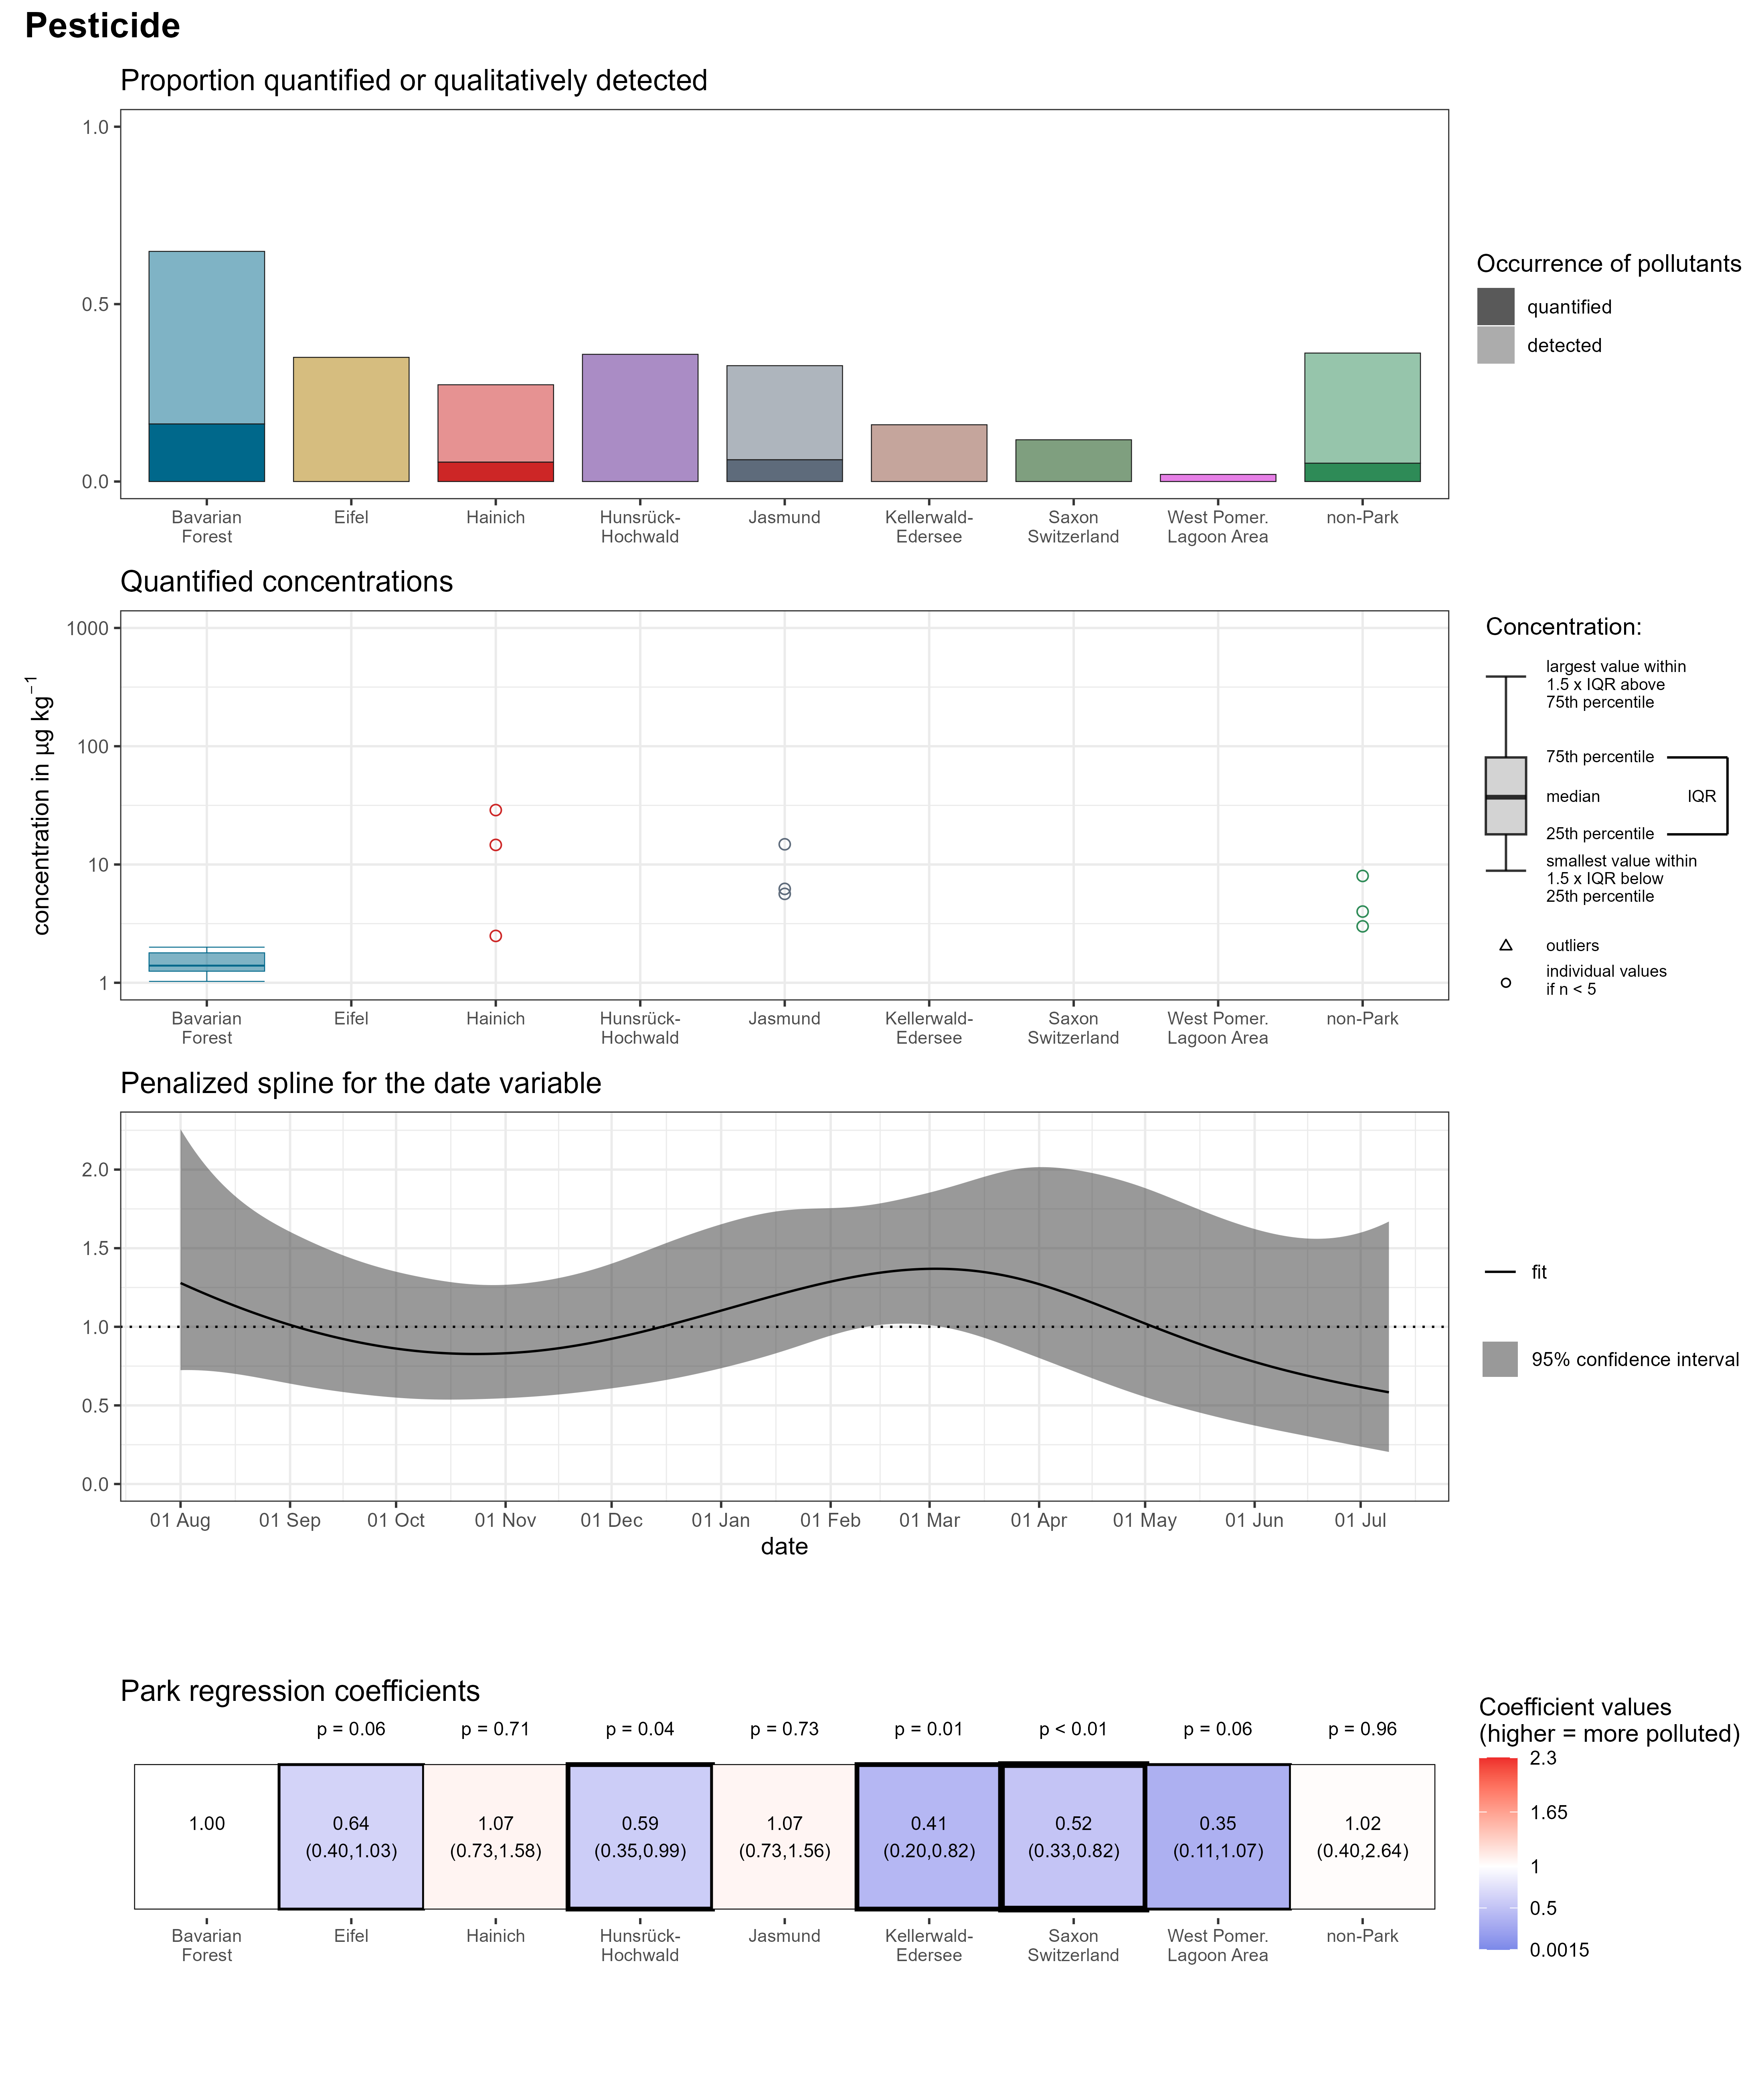 Pesticide
Proportion quantified or qualitatively detected
1.0
0.5
0.0
Bavarian
Forest
Eifel
Hainich
Hunsrück-
Hochwald
Jasmund
Kellerwald-
Edersee
Saxon
Switzerland
West Pomer.
Lagoon Area
non-Park
Occurrence of pollutants
quantified
detected
Quantified concentrations
concentration in µg kg⁻¹
1000
100
10
1
Bavarian
Forest
Eifel
Hainich
Hunsrück-
Hochwald
Jasmund
Kellerwald-
Edersee
Saxon
Switzerland
West Pomer.
Lagoon Area
non-Park
Concentration:
largest value within
1.5 x IQR above
75th percentile
75th percentile
median
IQR
25th percentile
smallest value within
1.5 x IQR below
25th percentile
outliers
individual values
if n < 5
Penalized spline for the date variable
2.0
1.5
1.0
0.5
0.0
01 Aug
01 Sep
01 Oct
01 Nov
01 Dec
01 Jan
01 Feb
01 Mar
01 Apr
01 May
01 Jun
01 Jul
date
fit
95% confidence interval
Park regression coefficients
p = 0.06
p = 0.71
p = 0.04
p = 0.73
p = 0.01
p < 0.01
p = 0.06
p = 0.96
1.00
0.64
(0.40,1.03)
1.07
(0.73,1.58)
0.59
(0.35,0.99)
1.07
(0.73,1.56)
0.41
(0.20,0.82)
0.52
(0.33,0.82)
0.35
(0.11,1.07)
1.02
(0.40,2.64)
Bavarian
Forest
Eifel
Hainich
Hunsrück-
Hochwald
Jasmund
Kellerwald-
Edersee
Saxon
Switzerland
West Pomer.
Lagoon Area
non-Park
Coefficient values
(higher = more polluted)
2.3
1.65
1
0.5
0.0015